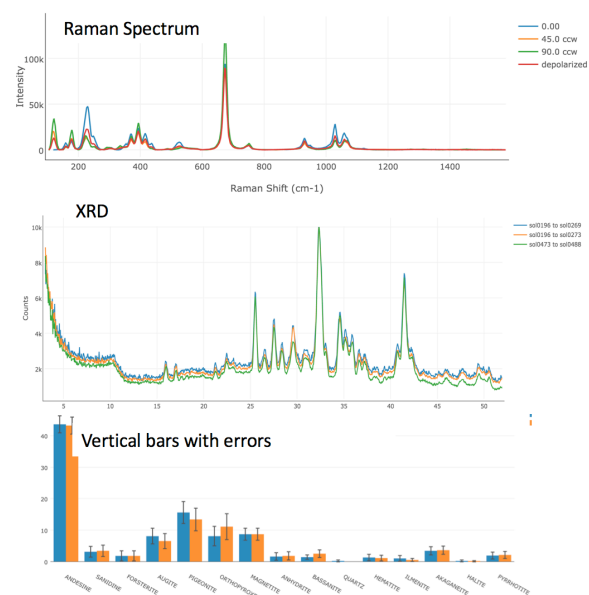 Raman Spectrum
0.00
45.0 ccw
90.0 ccw
depolarized
100k
50k
0
Intensity
200 400 600 800 1000 1200 1400
Raman Shift (cm-1)
XRD
sol0196 to sol0269
sol0196 to sol0273
sol0473 to sol0488
10k
8k
6k
4k
2k
Counts
5 10 15 20 25 30 35 40 45 50
Vertical bars with errors
40
30
20
10
0
ANDESINE SANIDINE FORSTERITE AUGITE PIGEONITE MAGNETITE ANHYDRITE BASSANITE QUARTZ HEMATITE ILMENITE AKAGANEITE HALITE PYRRHOTITE